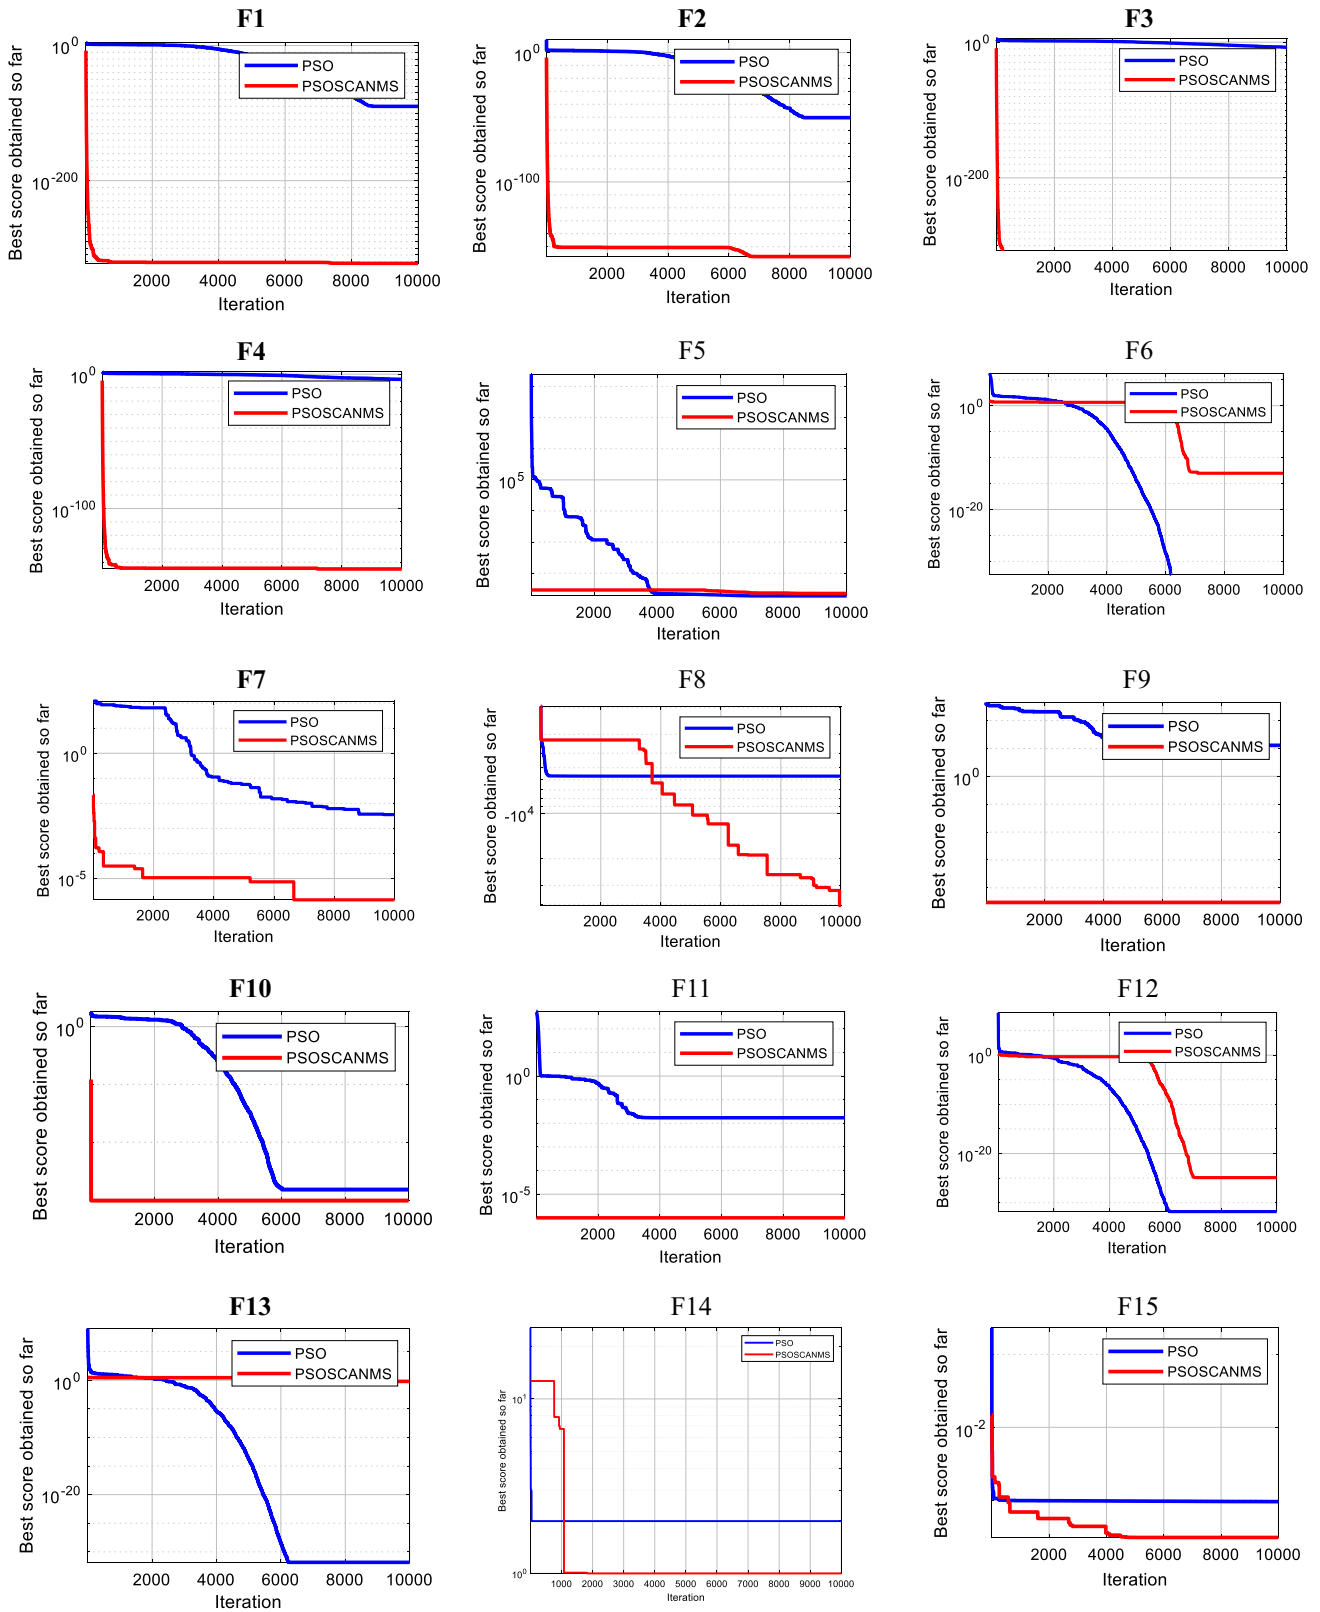 F1
Best score obtained so far
10^0
10^-200
PSO
PSOSCANMS
2000 4000 6000 8000 10000
Iteration
F2
Best score obtained so far
10^0
10^-100
PSO
PSOSCANMS
2000 4000 6000 8000 10000
Iteration
F3
Best score obtained so far
10^0
10^-200
PSO
PSOSCANMS
2000 4000 6000 8000 10000
Iteration
F4
Best score obtained so far
10^0
10^-100
PSO
PSOSCANMS
2000 4000 6000 8000 10000
Iteration
F5
Best score obtained so far
10^5
PSO
PSOSCANMS
2000 4000 6000 8000 10000
Iteration
F6
Best score obtained so far
10^0
10^-20
PSO
PSOSCANMS
2000 4000 6000 8000 10000
Iteration
F7
Best score obtained so far
10^0
10^-5
PSO
PSOSCANMS
2000 4000 6000 8000 10000
Iteration
F8
Best score obtained so far
-10^4
PSO
PSOSCANMS
2000 4000 6000 8000 10000
Iteration
F9
Best score obtained so far
10^0
PSO
PSOSCANMS
2000 4000 6000 8000 10000
Iteration
F10
Best score obtained so far
10^0
PSO
PSOSCANMS
2000 4000 6000 8000 10000
Iteration
F11
Best score obtained so far
10^0
10^-5
PSO
PSOSCANMS
2000 4000 6000 8000 10000
Iteration
F12
Best score obtained so far
10^0
10^-20
PSO
PSOSCANMS
2000 4000 6000 8000 10000
Iteration
F13
Best score obtained so far
10^0
10^-20
PSO
PSOSCANMS
2000 4000 6000 8000 10000
Iteration
F14
Best score obtained so far
10^1
10^0
PSO
PSOSCANMS
1000 2000 3000 4000 5000 6000 7000 8000 9000 10000
Iteration
F15
Best score obtained so far
10^-2
PSO
PSOSCANMS
2000 4000 6000 8000 10000
Iteration